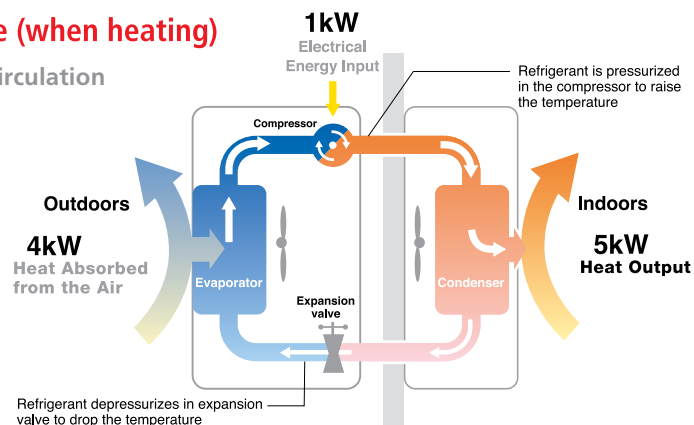 e (when heating)
irculation
1kW
Electrical
Energy Input
Refrigerant is pressurized
in the compressor to raise
the temperature
Compressor
Outdoors
4kW
Heat Absorbed
from the Air
Indoors
5kW
Heat Output
Evaporator
Condenser
Expansion
valve
Refrigerant depressurizes in expansion
valve to drop the temperature